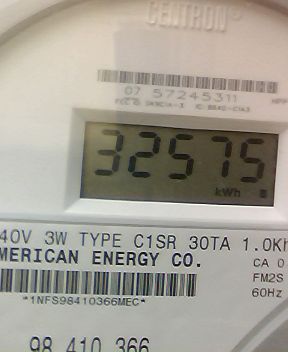 CENTRON®
07 57245311
32575
kWh
40V 3W TYPE C1SR 30TA 1.0Kh
MERICAN ENERGY CO.
CA 0
FM2S
60Hz
*1NFS98410366MEC*
98 410 366